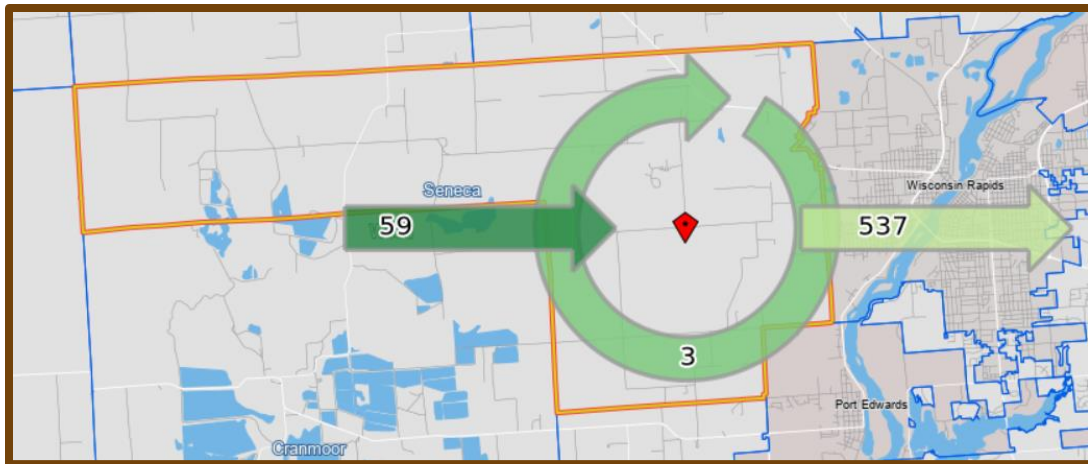 Wisconsin Rapids
Seneca
59
537
3
Port Edwards
Cranmoor